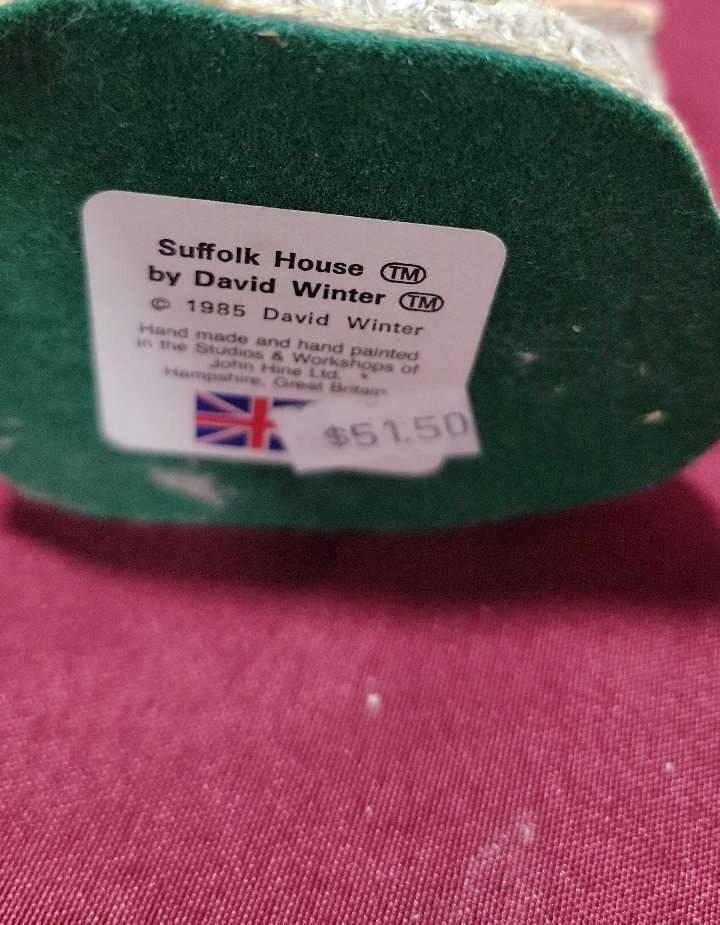 Suffolk House TM
by David Winter TM
© 1985 David Winter
Hand made and hand painted
in the Studios & Workshops of
John Hine Ltd.
Hampshire, Great Britain
$51.50